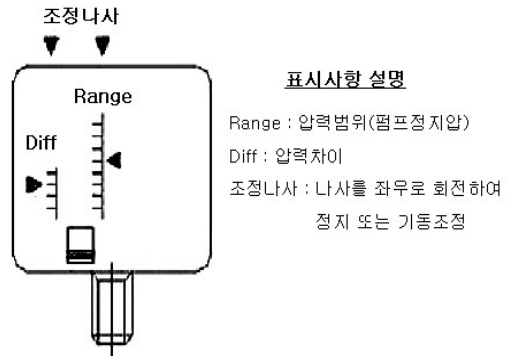 조정나사
Range
Diff
표시사항 설명
Range : 압력범위(펌프정지압)
Diff : 압력차이
조정나사 : 나사를 좌우로 회전하여
정지 또는 기동조정